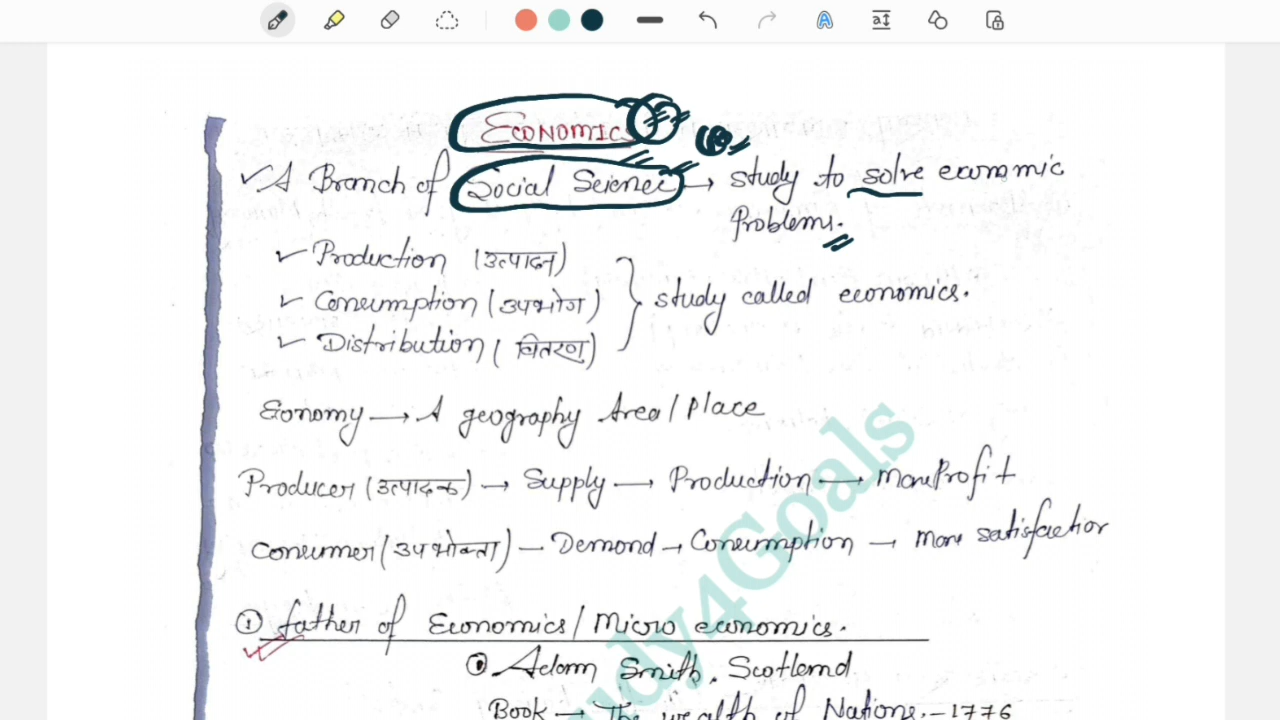 ECONOMICS
A Branch of Social Science → study to solve economic
Problems.
Production (उत्पादन)
Consumption (उपभोग) } study called economics.
Distribution (वितरण)
Economy → A geography Area/Place
Producer (उत्पादक) → Supply → Production → More Profit
Consumer (उपभोक्ता) – Demand → Consumption → More satisfaction
① father of Economics/Micro economics.
Adam Smith, Scotland
Book → The wealth of Nations.-1776
udy4Goals